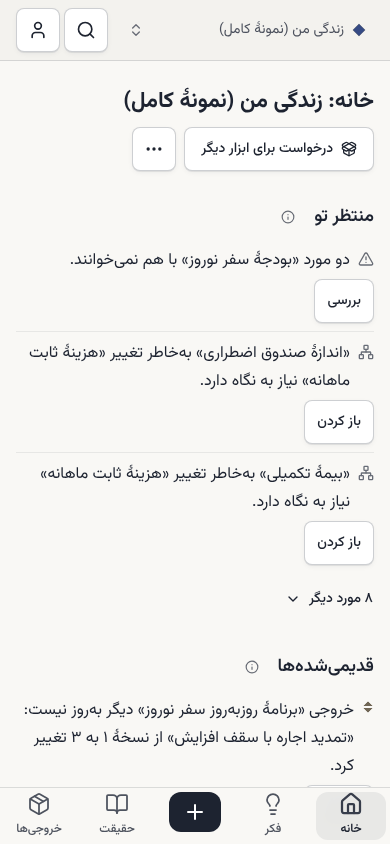 زندگی من (نمونهٔ کامل)
خانه: زندگی من (نمونهٔ کامل)
درخواست برای ابزار دیگر
منتظر تو
دو مورد «بودجهٔ سفر نوروز» با هم نمی‌خوانند.
بررسی
«اندازهٔ صندوق اضطراری» به‌خاطر تغییر «هزینهٔ ثابت
ماهانه» نیاز به نگاه دارد.
باز کردن
«بیمهٔ تکمیلی» به‌خاطر تغییر «هزینهٔ ثابت ماهانه»
نیاز به نگاه دارد.
باز کردن
۸ مورد دیگر
قدیمی‌شده‌ها
خروجی «برنامهٔ روزبه‌روز سفر نوروز» دیگر به‌روز نیست:
«تمدید اجاره با سقف افزایش» از نسخهٔ ۱ به ۳ تغییر
کرد.
خانه
فکر
حقیقت
خروجی‌ها